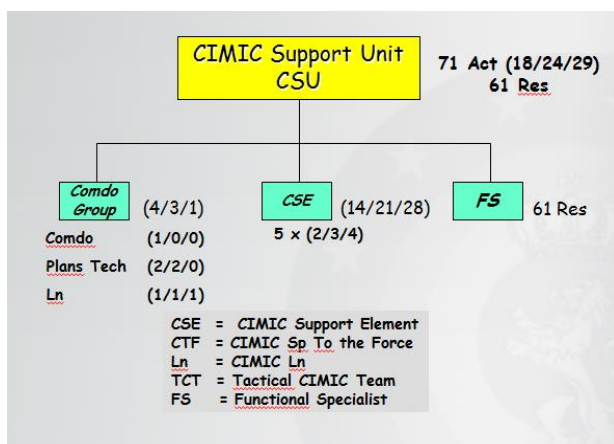 CIMIC Support Unit
CSU
71 Act (18/24/29)
61 Res
Comdo
Group
(4/3/1)
CSE
(14/21/28)
FS
61 Res
Comdo (1/0/0)
5 x (2/3/4)
Plans Tech (2/2/0)
Ln (1/1/1)
CSE = CIMIC Support Element
CTF = CIMIC Sp To the Force
Ln = CIMIC Ln
TCT = Tactical CIMIC Team
FS = Functional Specialist